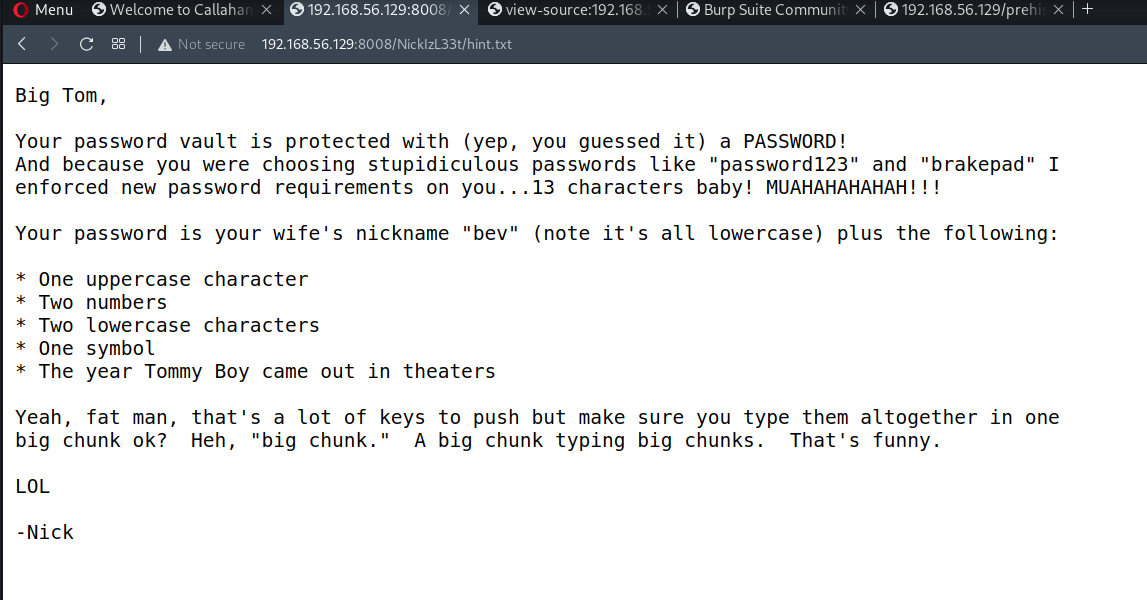 Menu
Welcome to Callahan
192.168.56.129:8008/
view-source:192.168.
Burp Suite Communit
192.168.56.129/prehis
Not secure
192.168.56.129:8008/NickIzL33t/hint.txt
Big Tom,
Your password vault is protected with (yep, you guessed it) a PASSWORD!
And because you were choosing stupidiculous passwords like "password123" and "brakepad" I
enforced new password requirements on you...13 characters baby! MUAHAHAHAHAH!!!
Your password is your wife's nickname "bev" (note it's all lowercase) plus the following:
* One uppercase character
* Two numbers
* Two lowercase characters
* One symbol
* The year Tommy Boy came out in theaters
Yeah, fat man, that's a lot of keys to push but make sure you type them altogether in one
big chunk ok?  Heh, "big chunk."  A big chunk typing big chunks.  That's funny.
LOL
-Nick